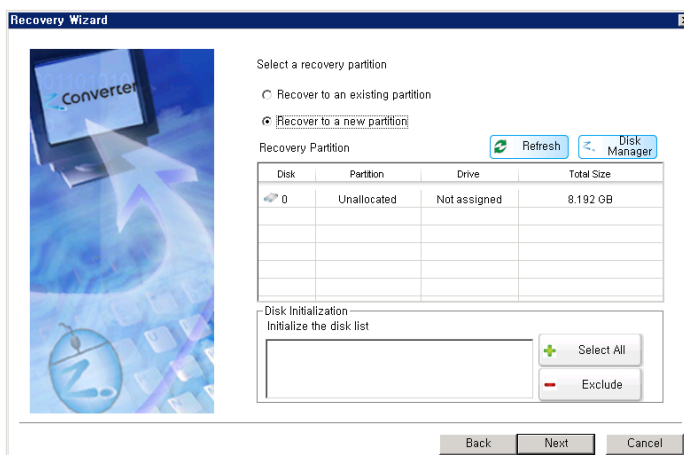 Recovery Wizard
Converter
Select a recovery partition
Recover to an existing partition
Recover to a new partition
Recovery Partition
Refresh
Disk Manager
Disk Partition Drive Total Size
0 Unallocated Not assigned 8.192 GB
Disk Initialization
Initialize the disk list
Select All
Exclude
Back Next Cancel